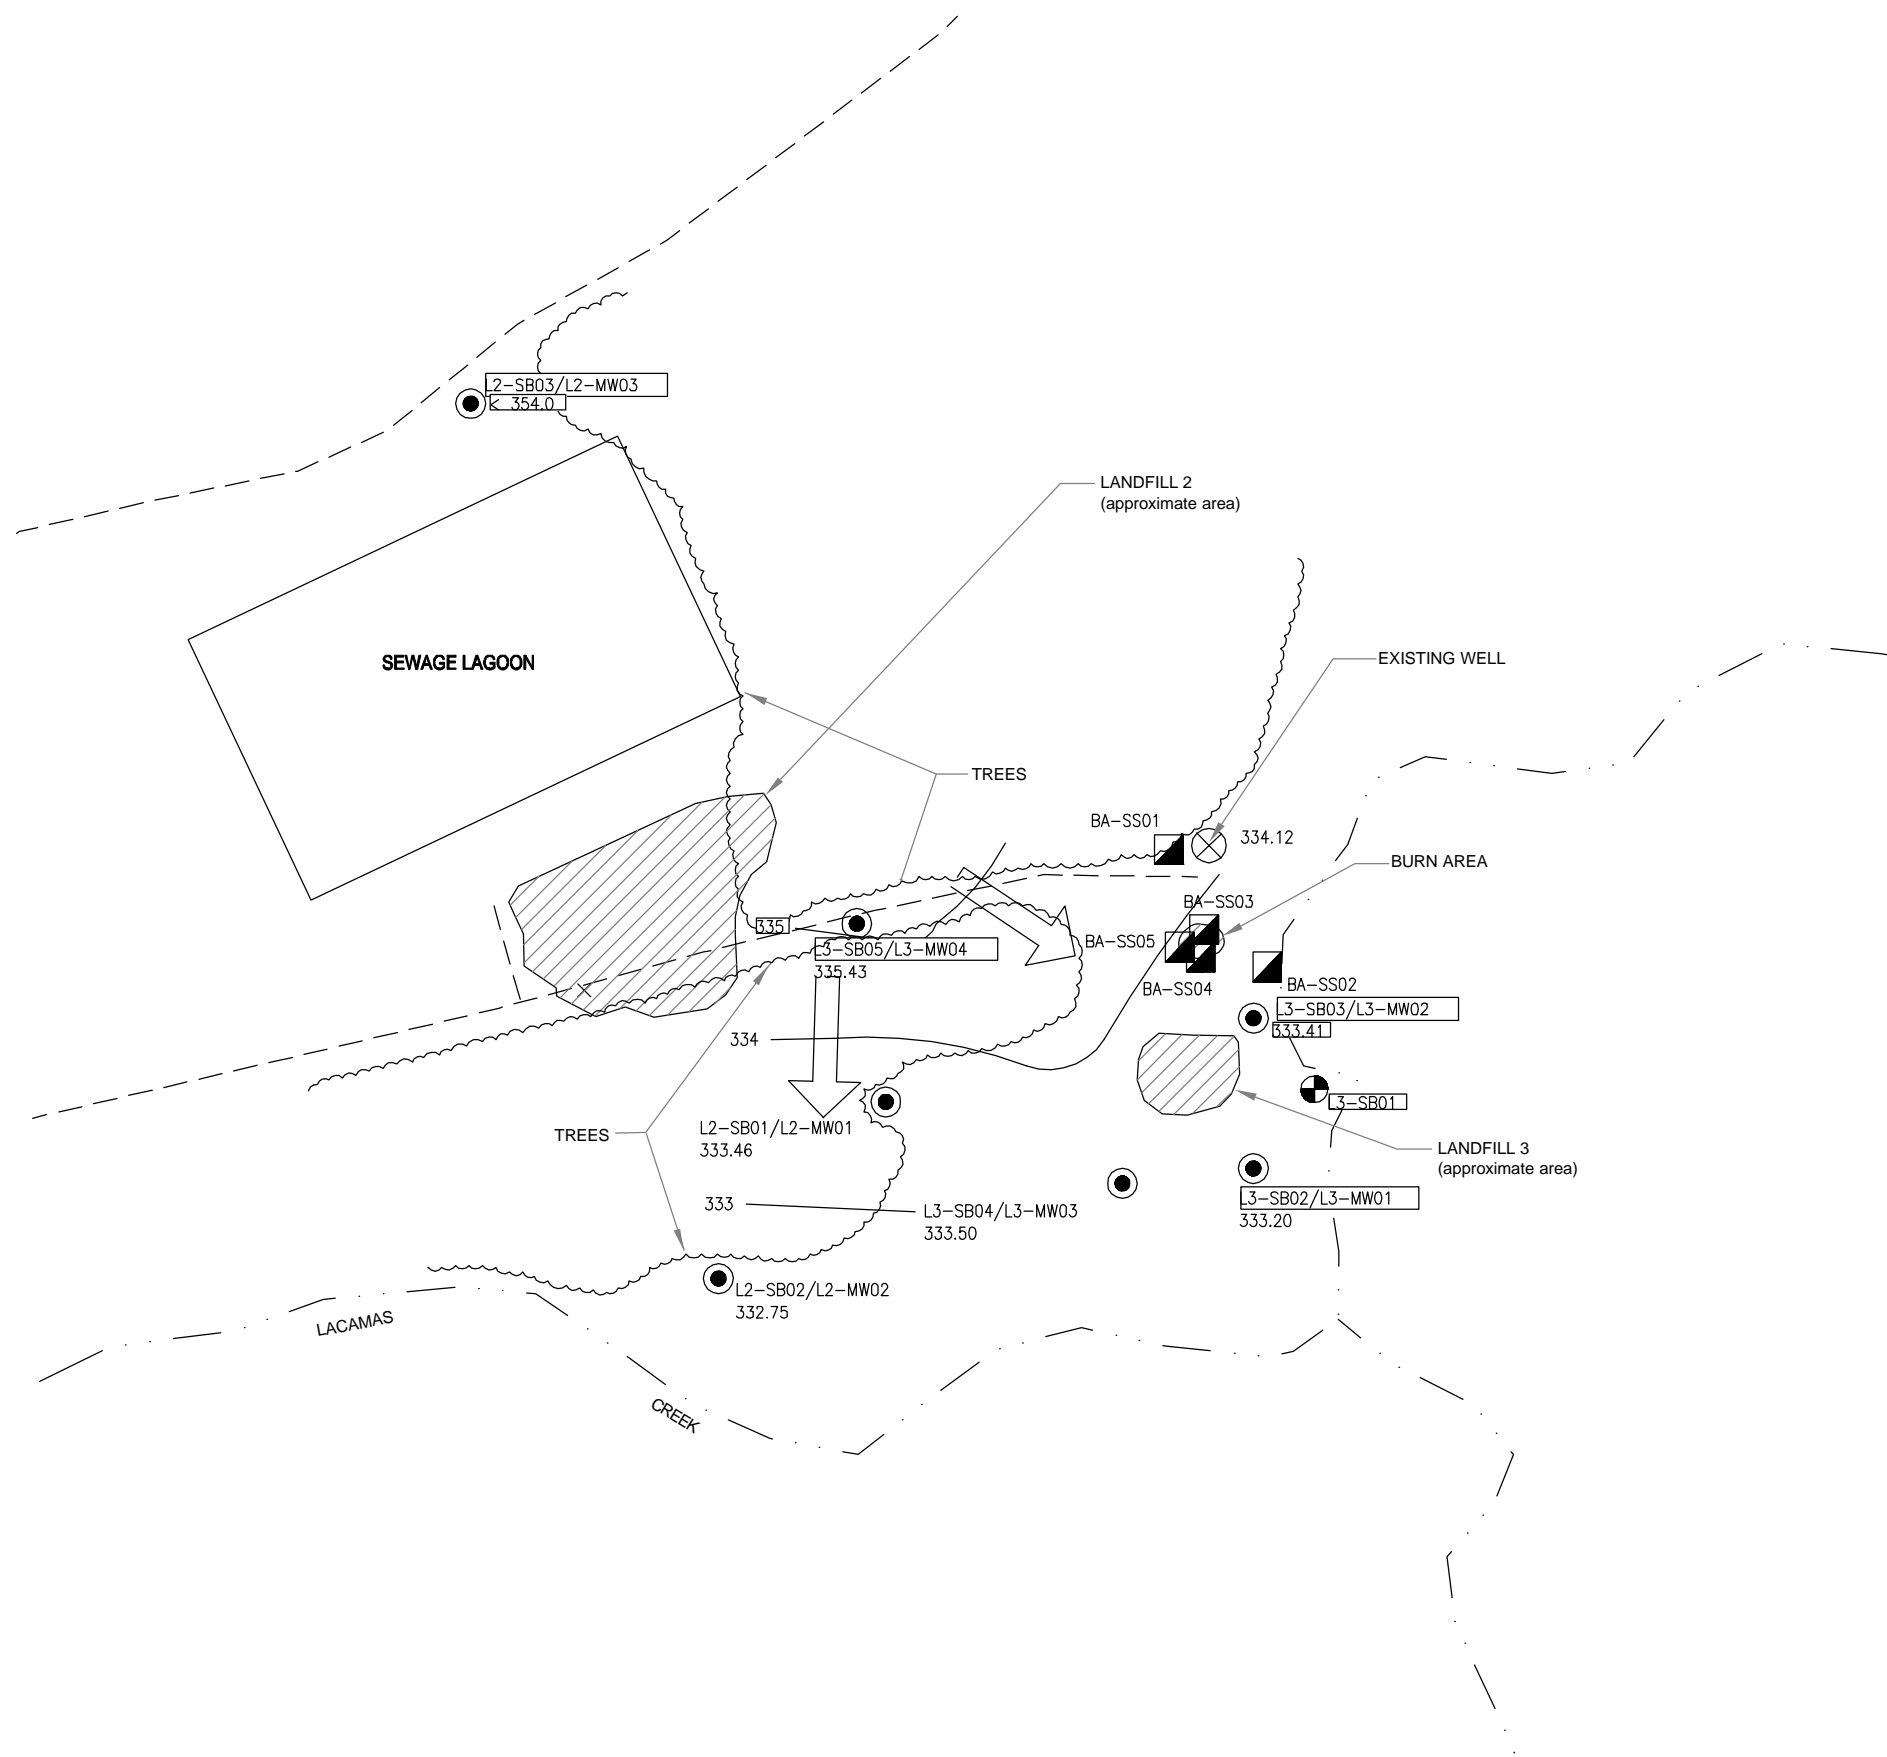 L2-SB03/L2-MW03
< 354.0
LANDFILL 2
(approximate area)
SEWAGE LAGOON
EXISTING WELL
TREES
BA-SS01
334.12
BURN AREA
BA-SS03
335
L3-SB05/L3-MW04
335.43
BA-SS05
BA-SS04
BA-SS02
L3-SB03/L3-MW02
333.41
334
L3-SB01
L2-SB01/L2-MW01
333.46
TREES
LANDFILL 3
(approximate area)
333
L3-SB04/L3-MW03
333.50
L3-SB02/L3-MW01
333.20
L2-SB02/L2-MW02
332.75
LACAMAS
CREEK